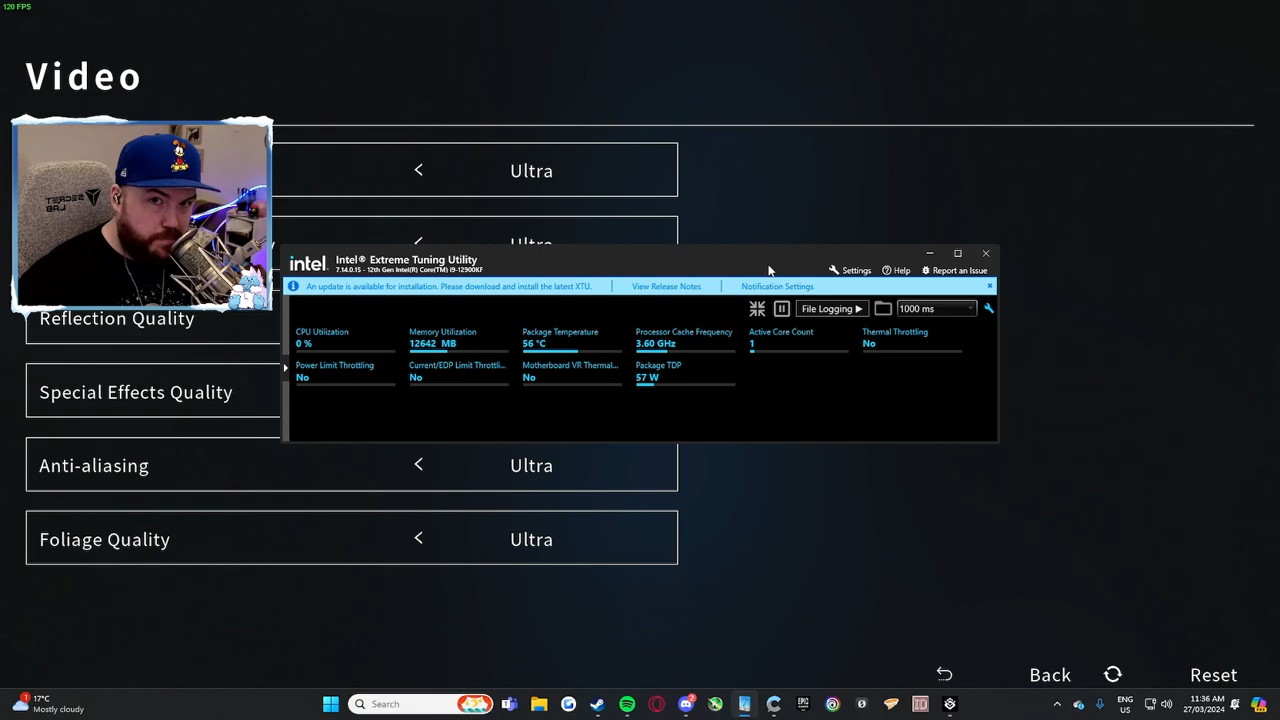 120 FPS
Video
Ultra
Ultra
SECRET
LAB
intel
Intel® Extreme Tuning Utility
7.14.0.15 - 12th Gen Intel(R) Core(TM) i9-12900KF
Settings
Help
Report an Issue
An update is available for installation. Please download and install the latest XTU.
View Release Notes
Notification Settings
File Logging
1000 ms
CPU Utilization
0 %
Memory Utilization
12642 MB
Package Temperature
56 °C
Processor Cache Frequency
3.60 GHz
Active Core Count
1
Thermal Throttling
No
Power Limit Throttling
No
Current/EDP Limit Throttli...
No
Motherboard VR Thermal...
No
Package TDP
57 W
Reflection Quality
Special Effects Quality
Anti-aliasing
Ultra
Foliage Quality
Ultra
Back
Reset
1
17°C
Mostly cloudy
Search
2
ENG
US
11:36 AM
27/03/2024